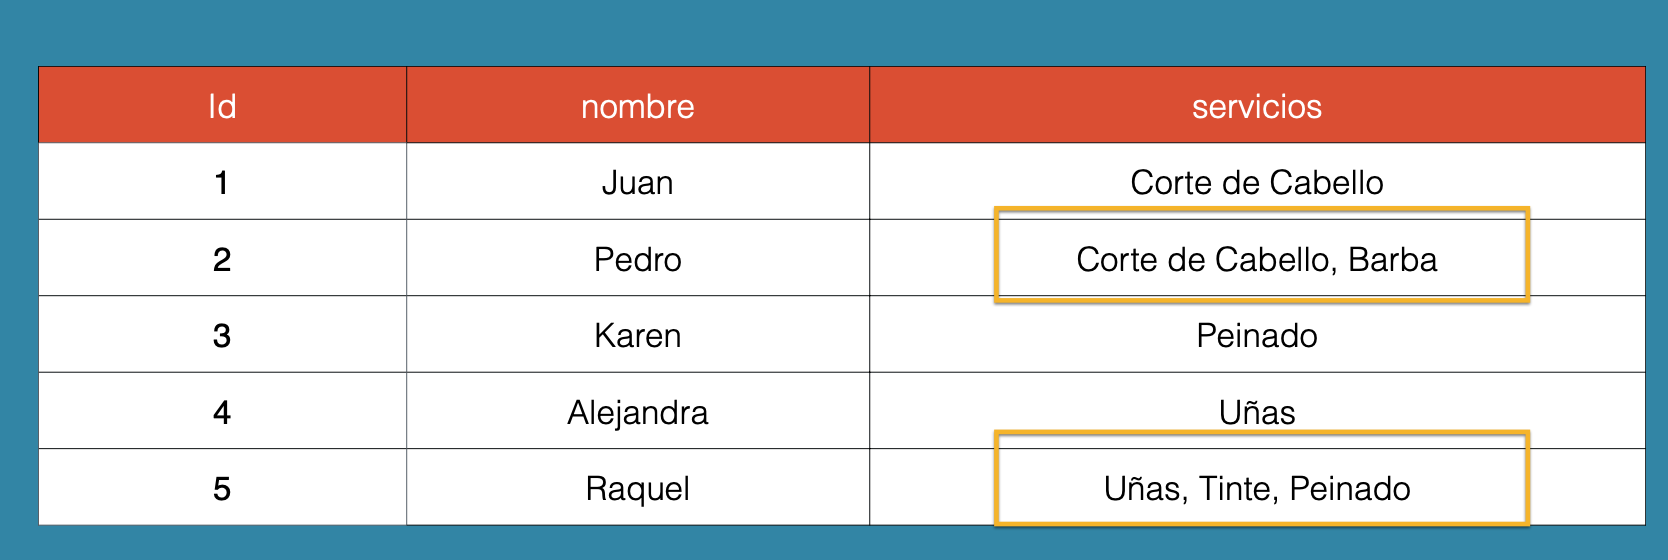 Id nombre servicios
1 Juan Corte de Cabello
2 Pedro Corte de Cabello, Barba
3 Karen Peinado
4 Alejandra Uñas
5 Raquel Uñas, Tinte, Peinado